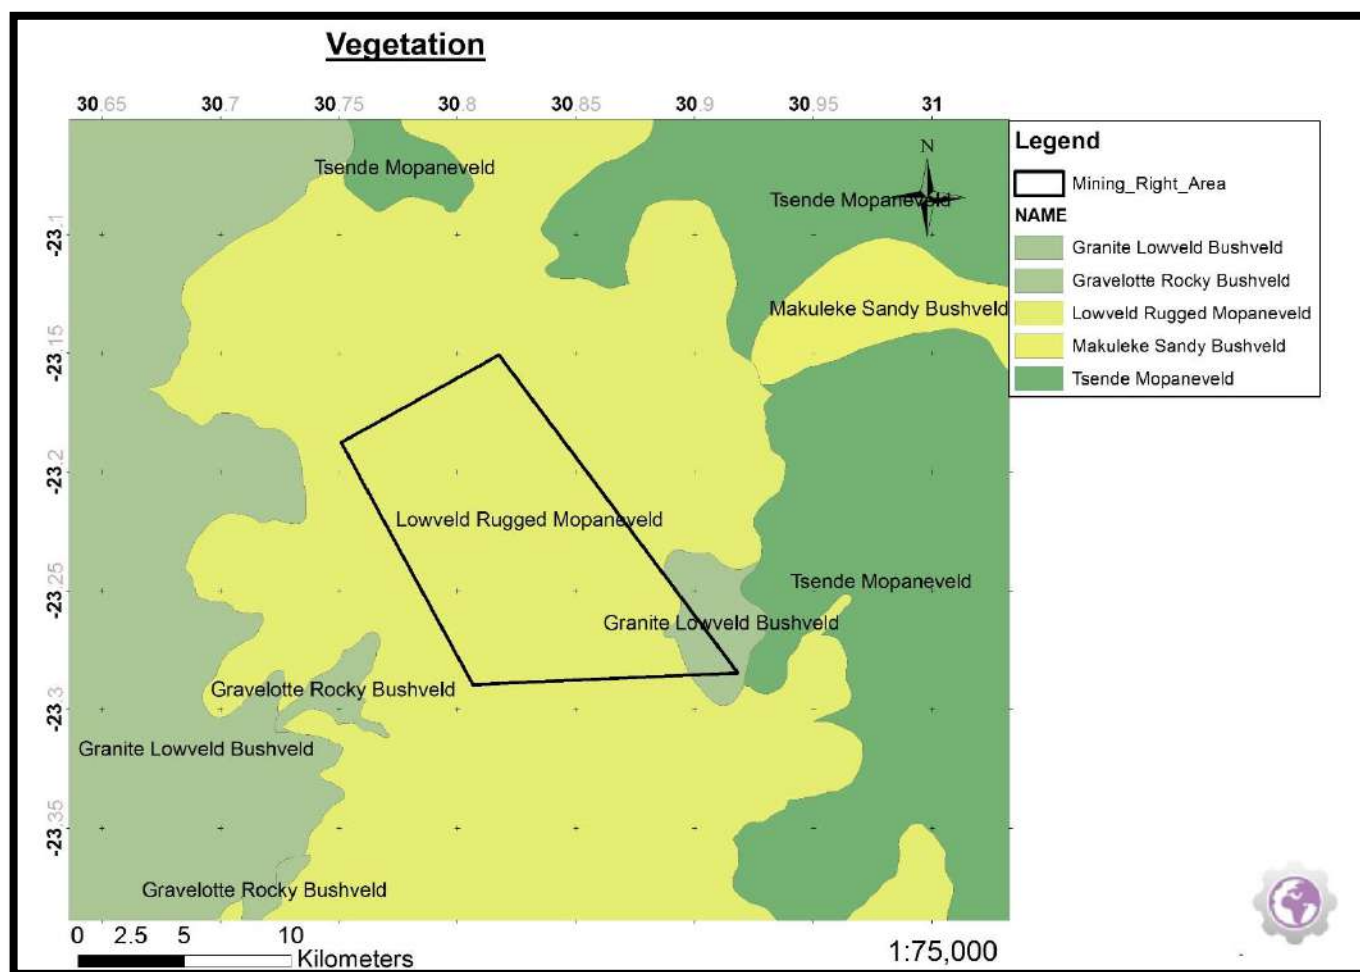 Vegetation
30.65 30.7 30.75 30.8 30.85 30.9 30.95 31
-23.1
-23.15
-23.2
-23.25
-23.3
-23.35
Tsende Mopaneveld
Tsende Mopaneveld
N
Makuleke Sandy Bushveld
Lowveld Rugged Mopaneveld
Tsende Mopaneveld
Granite Lowveld Bushveld
Gravelotte Rocky Bushveld
Granite Lowveld Bushveld
Gravelotte Rocky Bushveld
Legend
Mining_Right_Area
NAME
Granite Lowveld Bushveld
Gravelotte Rocky Bushveld
Lowveld Rugged Mopaneveld
Makuleke Sandy Bushveld
Tsende Mopaneveld
0 2.5 5 10
Kilometers
1:75,000